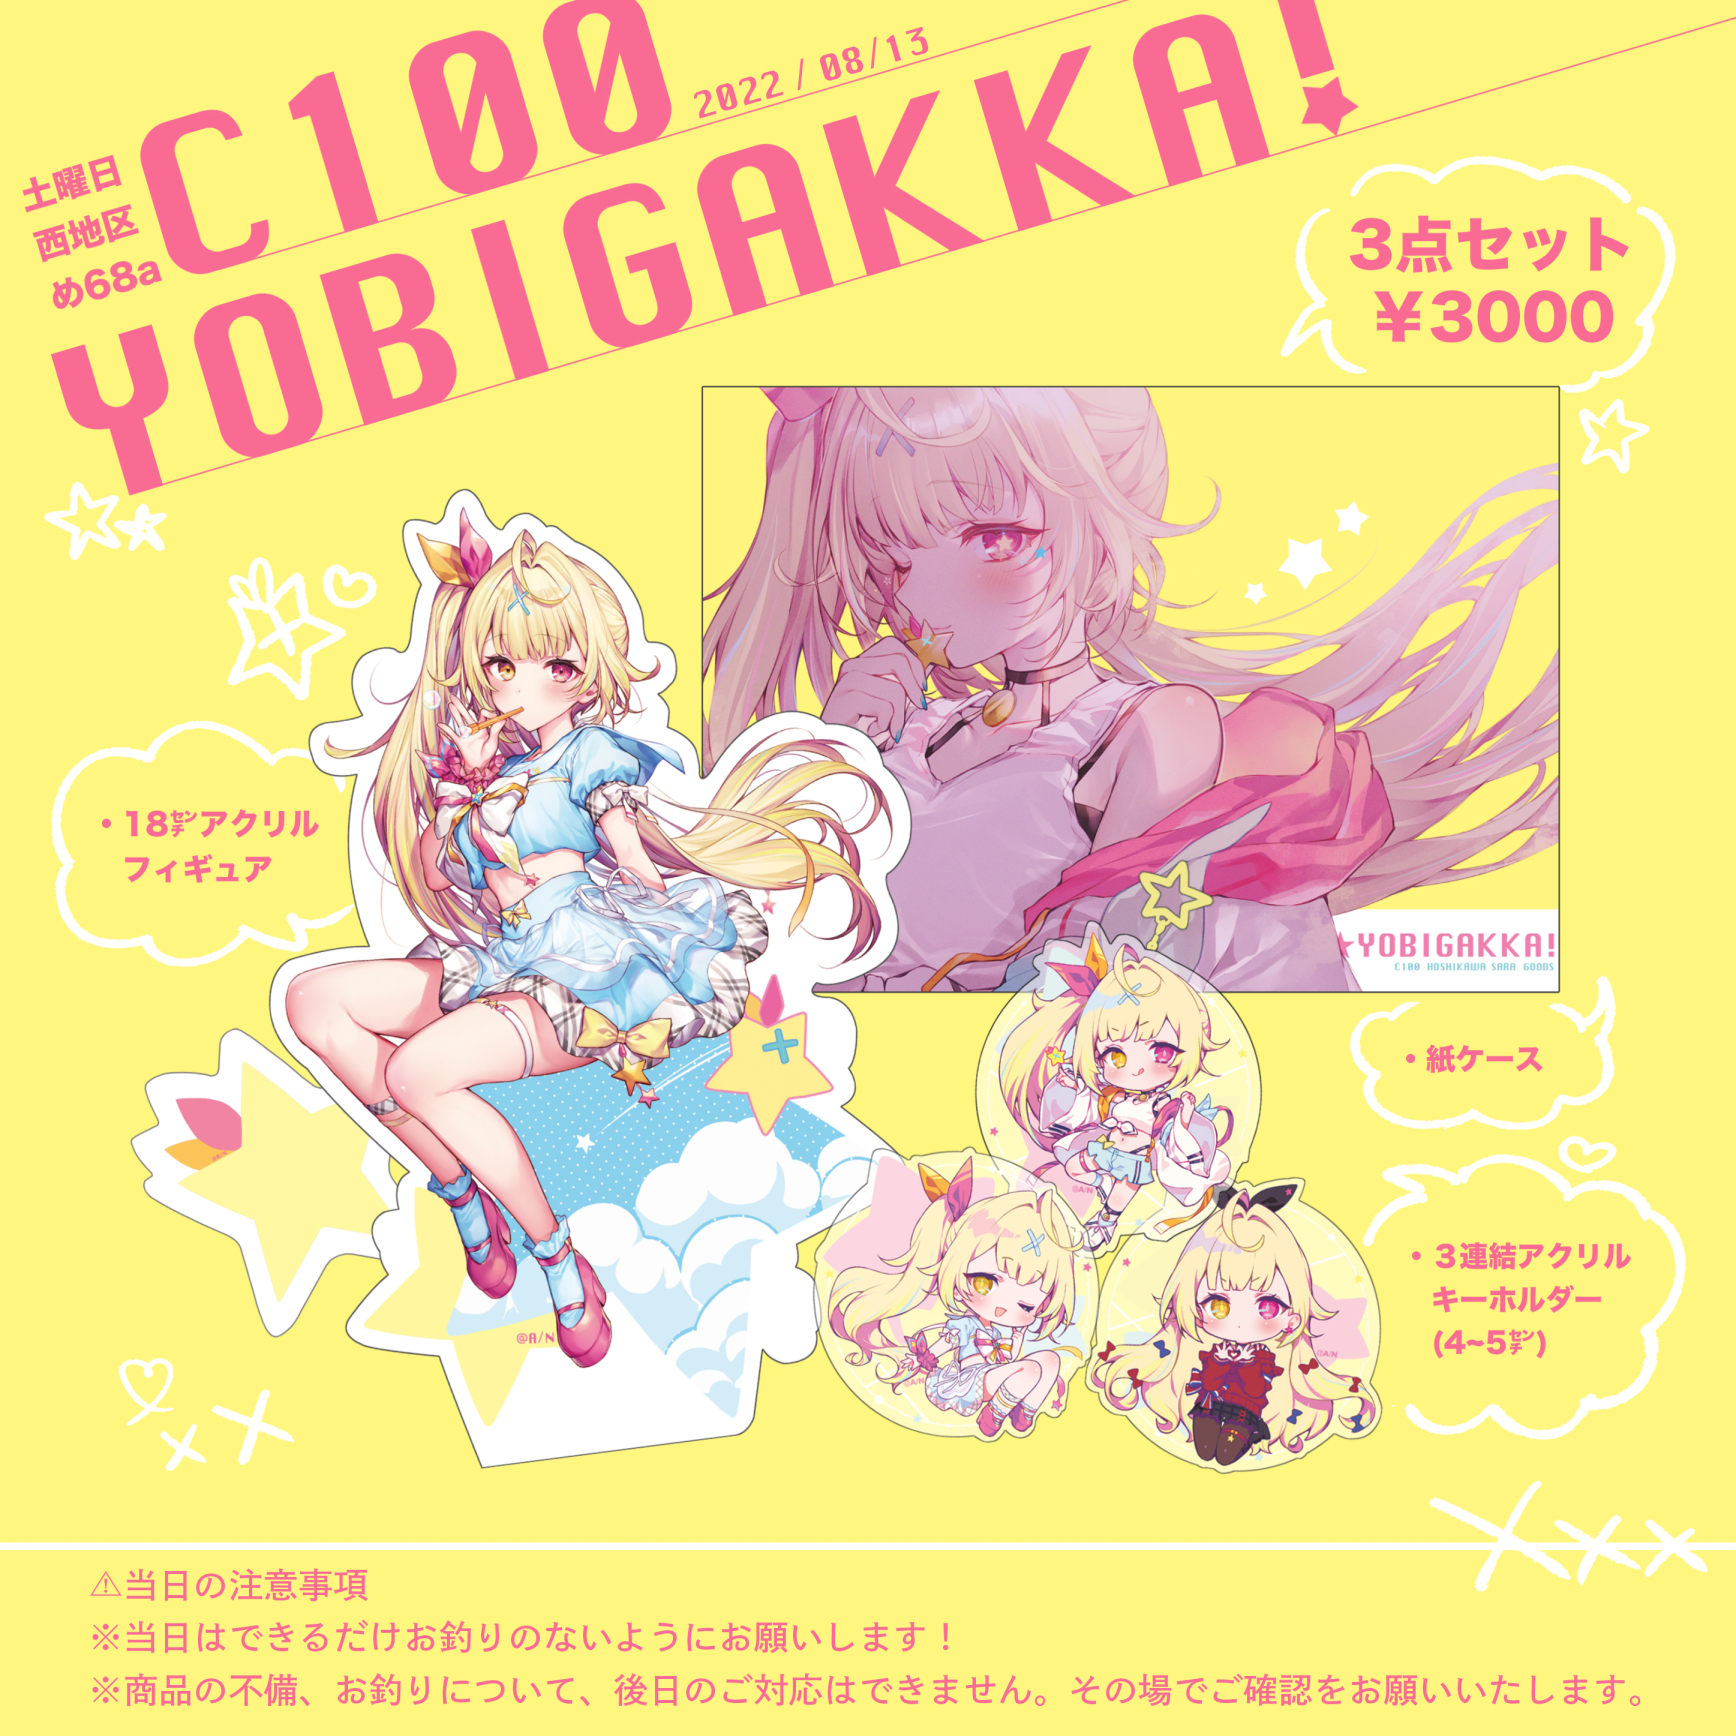 C100
2022 / 08/13
土曜日
西地区
め68a
YOBIGAKKA!
3点セット
¥3000
・18㌢アクリル
フィギュア
★YOBIGAKKA!
C100 HOSHIKAWA SARA GOODS
・紙ケース
・3連結アクリル
キーホルダー
(4~5㌢)
@A/N
@A/N
@A/N
@A/N
⚠当日の注意事項
※当日はできるだけお釣りのないようにお願いします！
※商品の不備、お釣りについて、後日のご対応はできません。その場でご確認をお願いいたします。